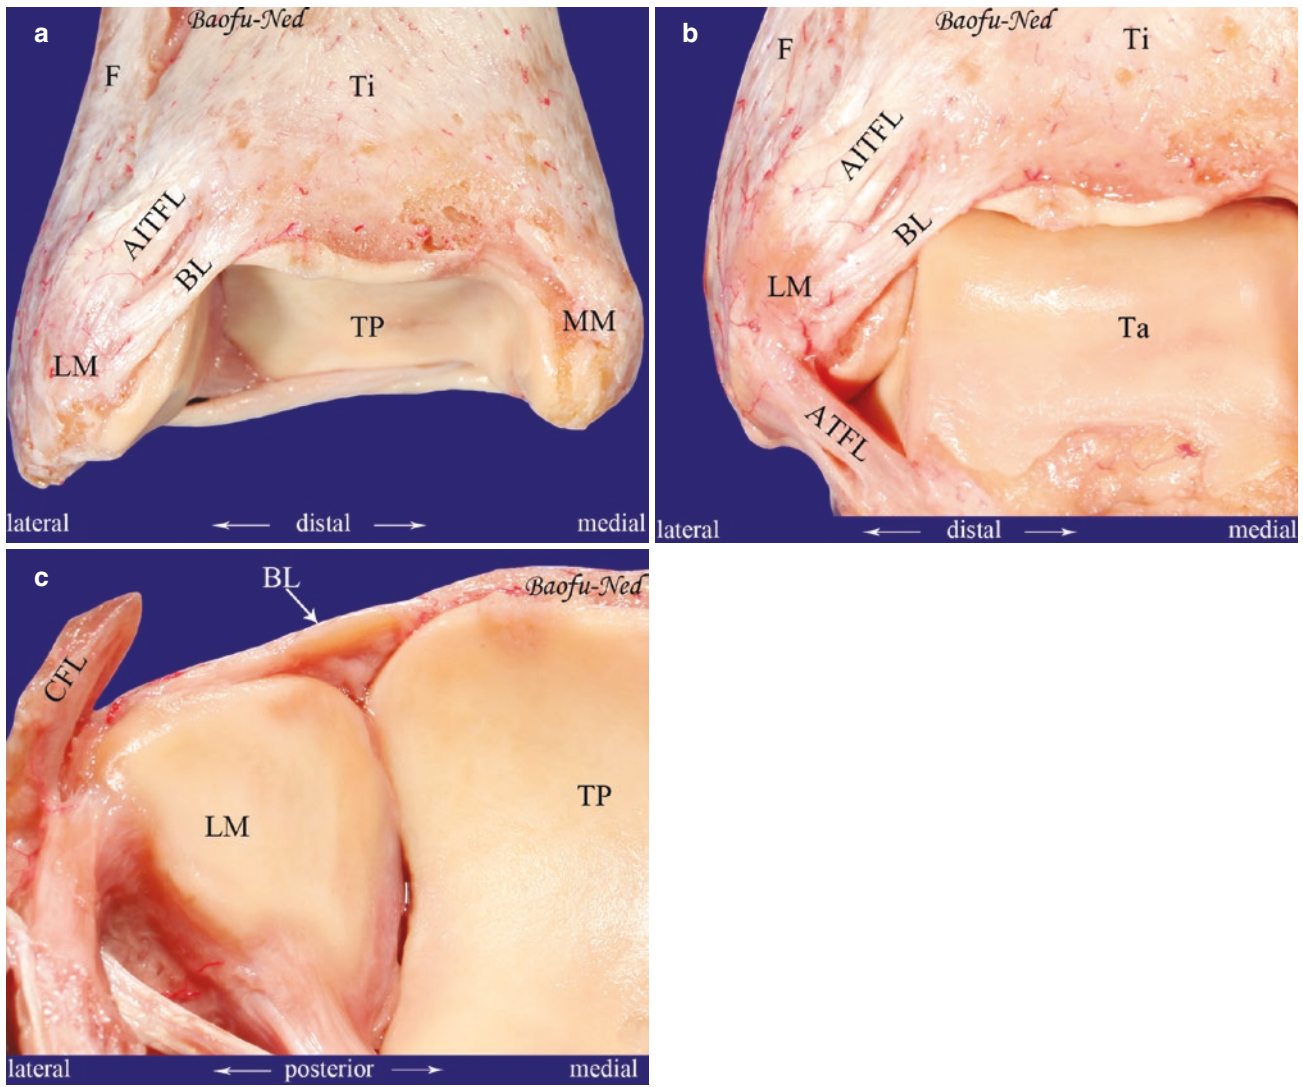 a
Baofu-Ned
F
Ti
AITFL
BL
TP
LM
MM
lateral
distal
medial
b
Baofu-Ned
F
Ti
AITFL
BL
LM
Ta
ATFL
lateral
distal
medial
c
BL
Baofu-Ned
CFL
LM
TP
lateral
posterior
medial